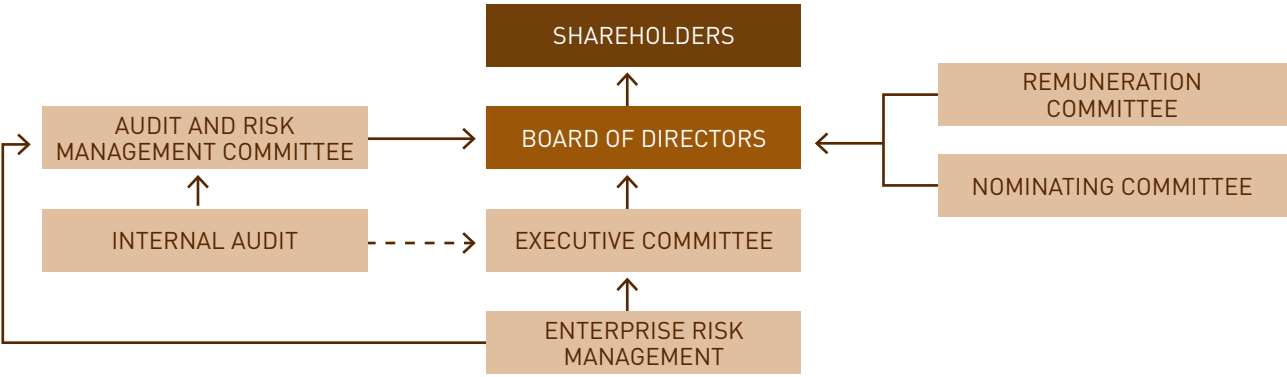 SHAREHOLDERS
REMUNERATION
COMMITTEE
AUDIT AND RISK
MANAGEMENT COMMITTEE
BOARD OF DIRECTORS
NOMINATING COMMITTEE
INTERNAL AUDIT
EXECUTIVE COMMITTEE
ENTERPRISE RISK
MANAGEMENT